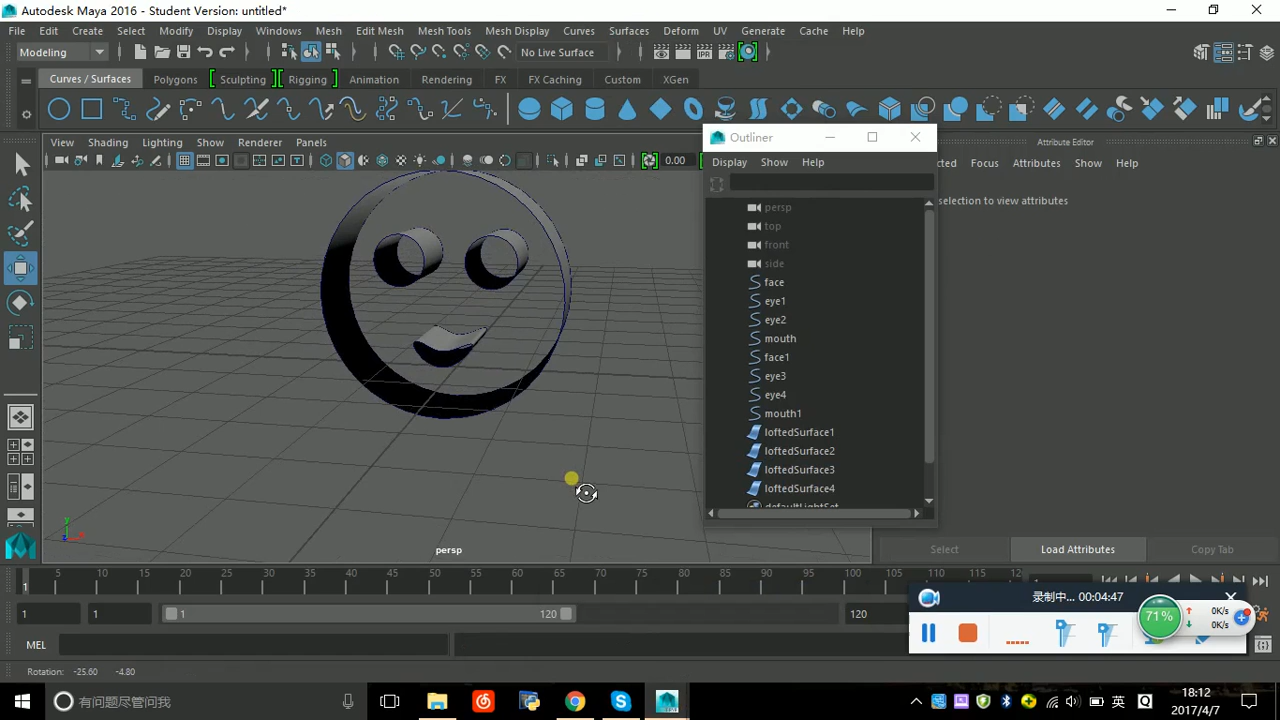 Autodesk Maya 2016 - Student Version: untitled*
File Edit Create Select Modify Display Windows Mesh Edit Mesh Mesh Tools Mesh Display Curves Surfaces Deform UV Generate Cache Help
Modeling No Live Surface
Curves / Surfaces Polygons Sculpting Rigging Animation Rendering FX FX Caching Custom XGen
View Shading Lighting Show Renderer Panels
0.00
Outliner
Display Show Help
persp
top
front
side
face
eye1
eye2
mouth
face1
eye3
eye4
mouth1
loftedSurface1
loftedSurface2
loftedSurface3
loftedSurface4
defaultLightSet
Attribute Editor
Focus Attributes Show Help
selection to view attributes
y
persp
Select Load Attributes Copy Tab
1 5 10 15 20 25 30 35 40 45 50 55 60 65 70 75 80 85 90 95 100 105 110 115
1 1 1 120 120
录制中... 00:04:47
71% 0K/s
0K/s
MEL
Rotation: -25.60 -4.80
有问题尽管问我
英
18:12
2017/4/7